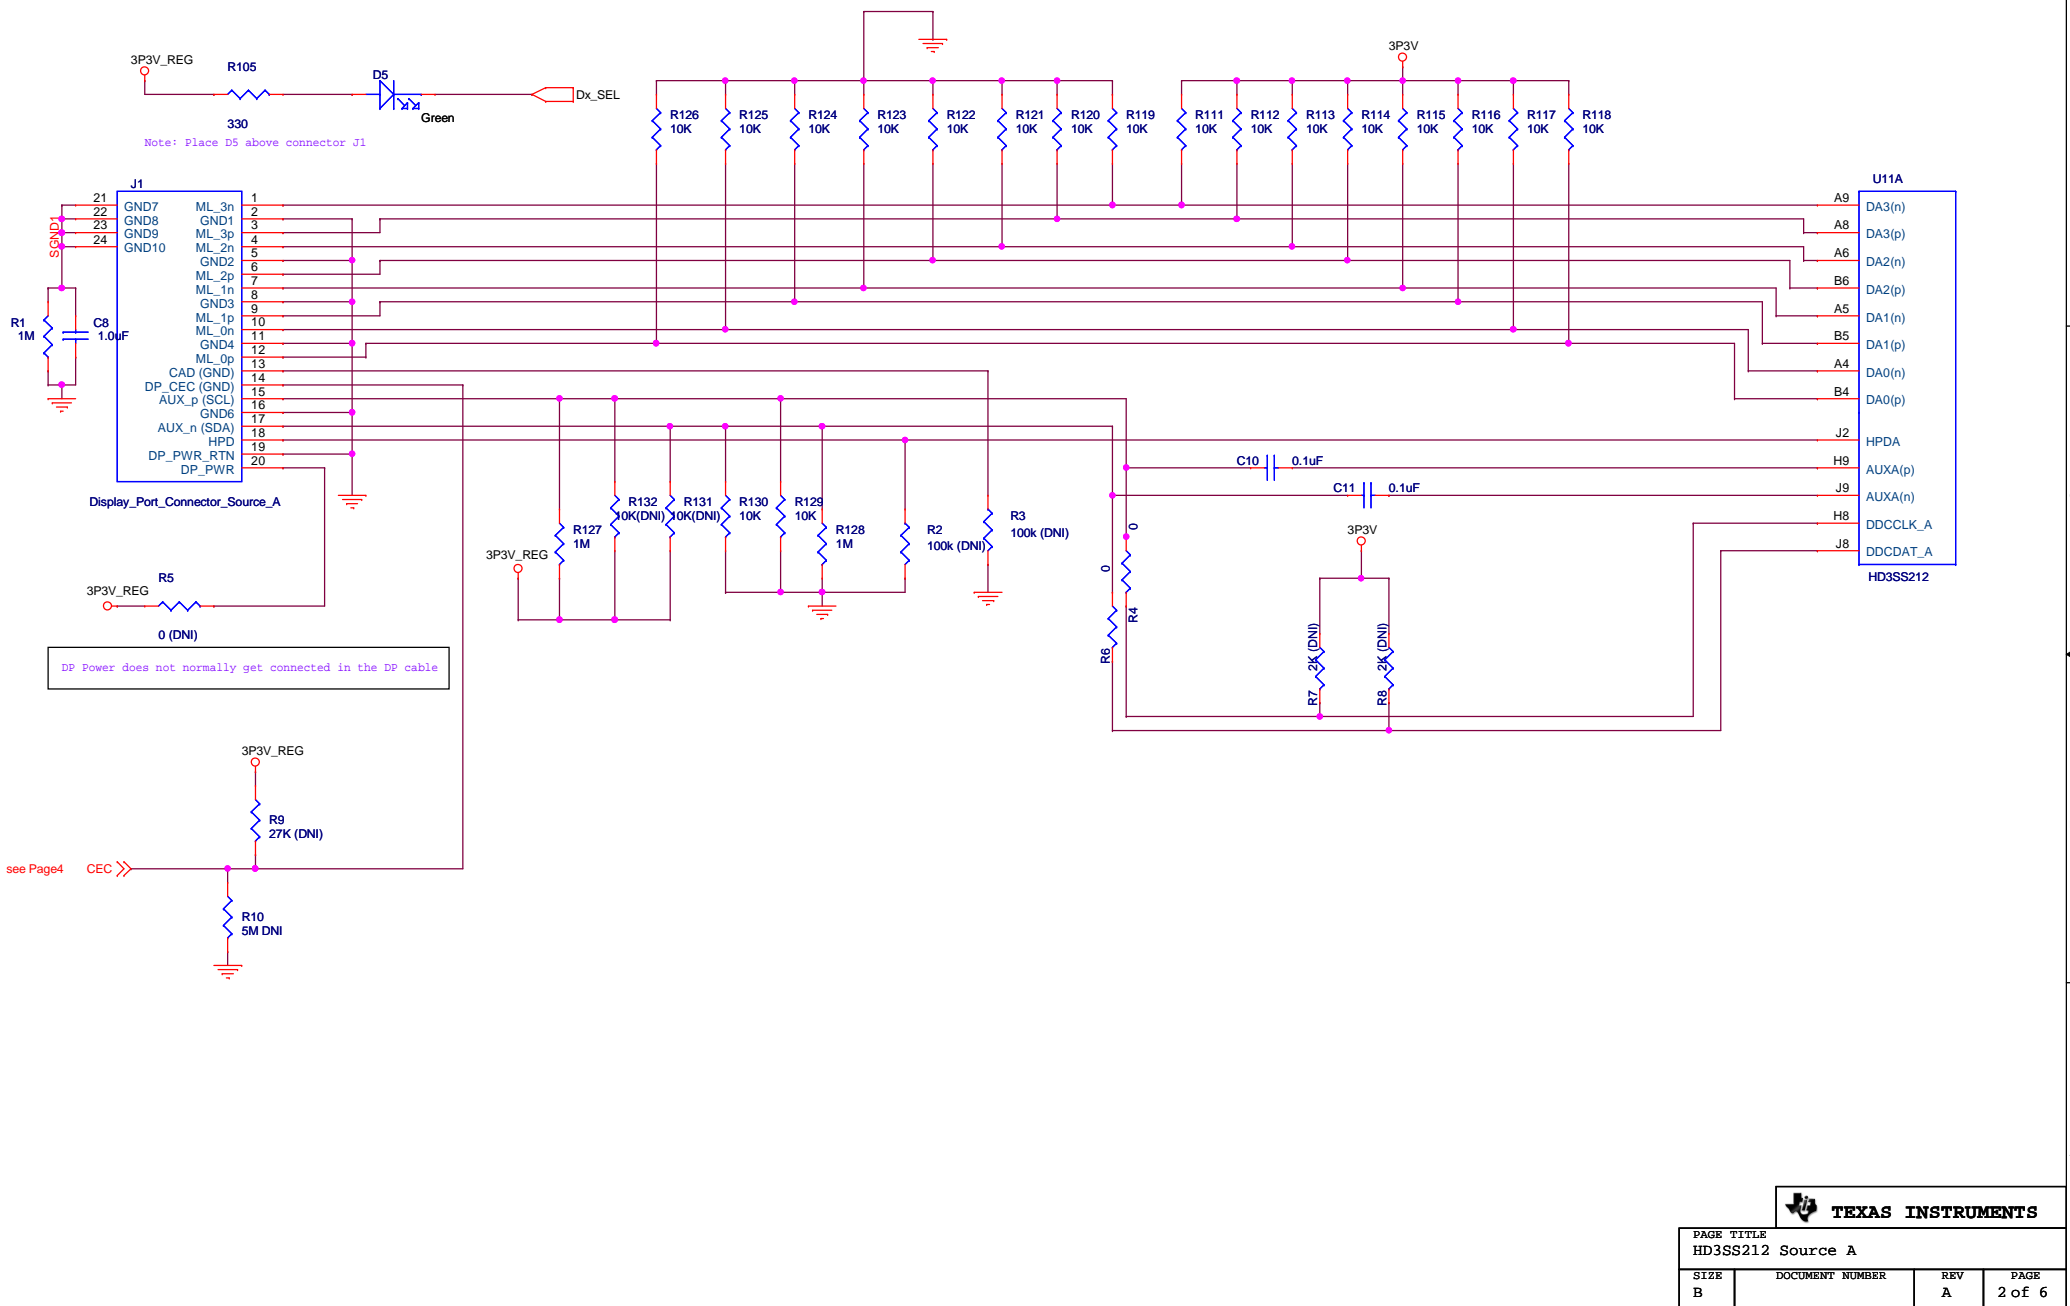 3P3V_REG
R105
330
D5
Green
Dx_SEL
Note: Place D5 above connector J1
3P3V
R126
10K
R125
10K
R124
10K
R123
10K
R122
10K
R121
10K
R120
10K
R119
10K
R111
10K
R112
10K
R113
10K
R114
10K
R115
10K
R116
10K
R117
10K
R118
10K
J1
21 GND7
22 GND8
23 GND9
24 GND10
SGND1
ML_3n 1
GND1 2
ML_3p 3
ML_2n 4
GND2 5
ML_2p 6
ML_1n 7
GND3 8
ML_1p 9
ML_0n 10
GND4 11
ML_0p 12
CAD (GND) 13
DP_CEC (GND) 14
AUX_p (SCL) 15
GND6 16
AUX_n (SDA) 17
HPD 18
DP_PWR_RTN 19
DP_PWR 20
Display_Port_Connector_Source_A
R1
1M
C8
1.0uF
U11A
A9 DA3(n)
A8 DA3(p)
A6 DA2(n)
B6 DA2(p)
A5 DA1(n)
B5 DA1(p)
A4 DA0(n)
B4 DA0(p)
J2 HPDA
H9 AUXA(p)
J9 AUXA(n)
H8 DDCCLK_A
J8 DDCDAT_A
HD3SS212
C10 0.1uF
C11 0.1uF
3P3V_REG
R127
1M
R132
10K(DNI)
R131
10K(DNI)
R130
10K
R129
10K
R128
1M
R2
100k (DNI)
R3
100k (DNI)
0
R4
0
R6
3P3V
R7 2K (DNI)
R8 2K (DNI)
R5
3P3V_REG
0 (DNI)
DP Power does not normally get connected in the DP cable
3P3V_REG
R9
27K (DNI)
see Page4 CEC
R10
5M DNI
TEXAS INSTRUMENTS
PAGE TITLE
HD3SS212 Source A
SIZE DOCUMENT NUMBER REV PAGE
B A 2 of 6